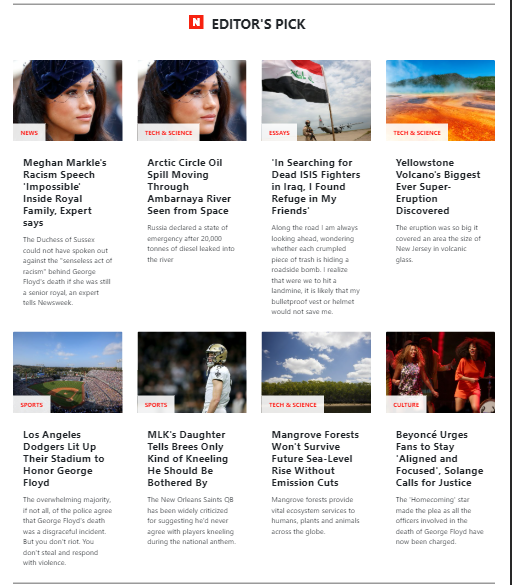 N EDITOR'S PICK
NEWS
Meghan Markle's
Racism Speech
'Impossible'
Inside Royal
Family, Expert
says
The Duchess of Sussex
could not have spoken out
against the "senseless act of
racism" behind George
Floyd's death if she was still
a senior royal, an expert
tells Newsweek.
TECH & SCIENCE
Arctic Circle Oil
Spill Moving
Through
Ambarnaya River
Seen from Space
Russia declared a state of
emergency after 20,000
tonnes of diesel leaked into
the river
ESSAYS
'In Searching for
Dead ISIS Fighters
in Iraq, I Found
Refuge in My
Friends'
Along the road I am always
looking ahead, wondering
whether each crumpled
piece of trash is hiding a
roadside bomb. I realize
that were we to hit a
landmine, it is likely that my
bulletproof vest or helmet
would not save me.
TECH & SCIENCE
Yellowstone
Volcano's Biggest
Ever Super-
Eruption
Discovered
The eruption was so big it
covered an area the size of
New Jersey in volcanic
glass.
SPORTS
Los Angeles
Dodgers Lit Up
Their Stadium to
Honor George
Floyd
The overwhelming majority,
if not all, of the police agree
that George Floyd's death
was a disgraceful incident.
But you don't riot. You
don't steal and respond
with violence.
SPORTS
MLK's Daughter
Tells Brees Only
Kind of Kneeling
He Should Be
Bothered By
The New Orleans Saints QB
has been widely criticized
for suggesting he'd never
agree with players kneeling
during the national anthem.
TECH & SCIENCE
Mangrove Forests
Won't Survive
Future Sea-Level
Rise Without
Emission Cuts
Mangrove forests provide
vital ecosystem services to
humans, plants and animals
across the globe.
CULTURE
Beyoncé Urges
Fans to Stay
'Aligned and
Focused', Solange
Calls for Justice
The 'Homecoming' star
made the plea as all the
officers involved in the
death of George Floyd have
now been charged.